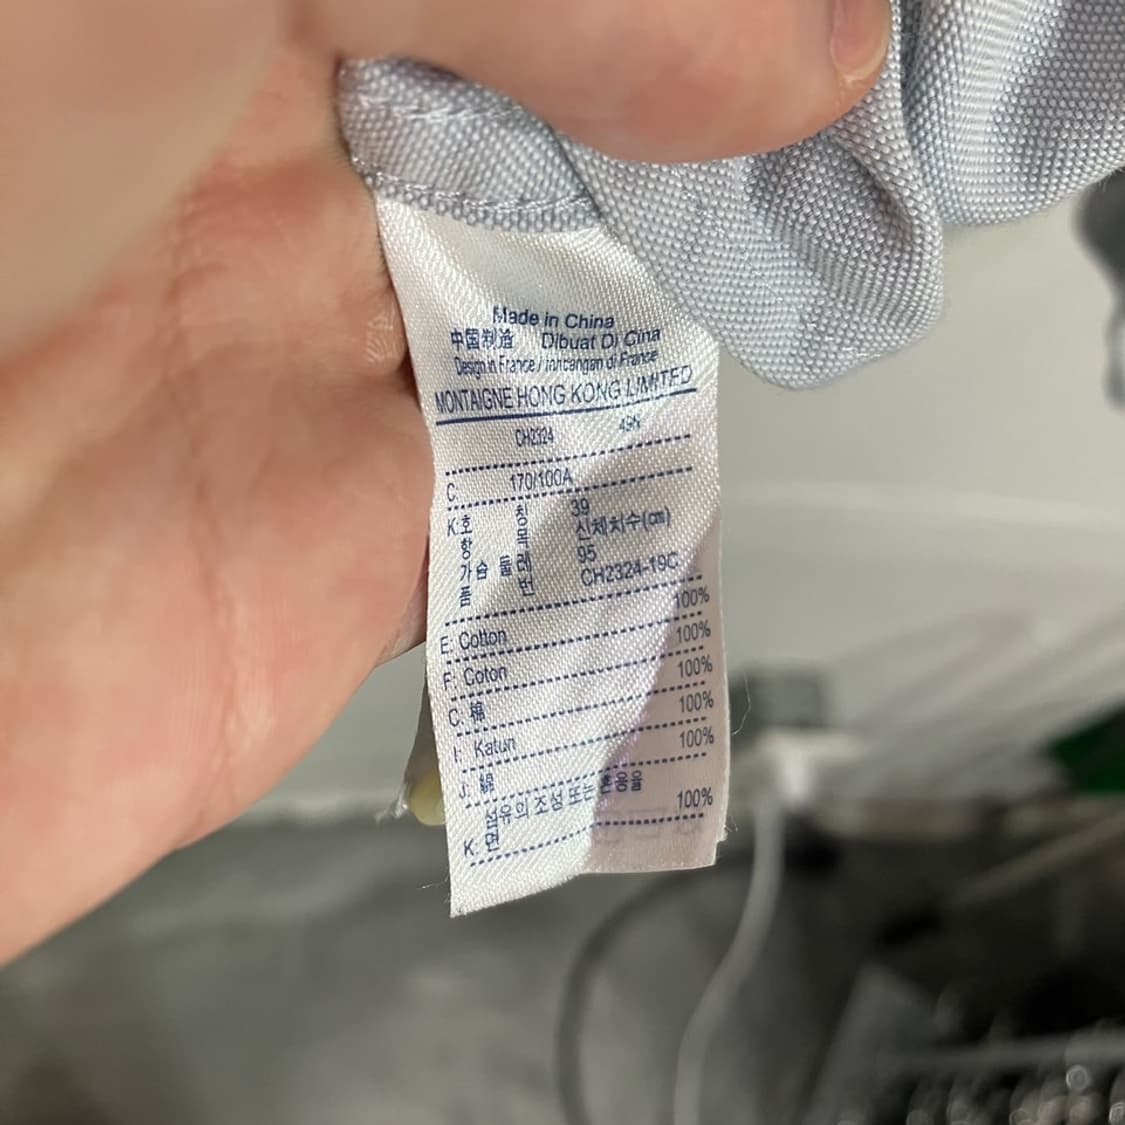 Made in China
中国制造 Dibuat Di Cina
Design in France / inncangan di France
MONTAIGNE HONG KONG LIMITED
CH2324 49N
C: 170/100A
K:호 칭 39
항 목 신체치수(㎝)
가슴 둘레 95
품 번 CH2324-19C
100%
E: Cotton 100%
F: Coton 100%
C: 棉 100%
I: Katun 100%
J: 綿
섬유의 조성 또는 혼용율
K: 면 100%